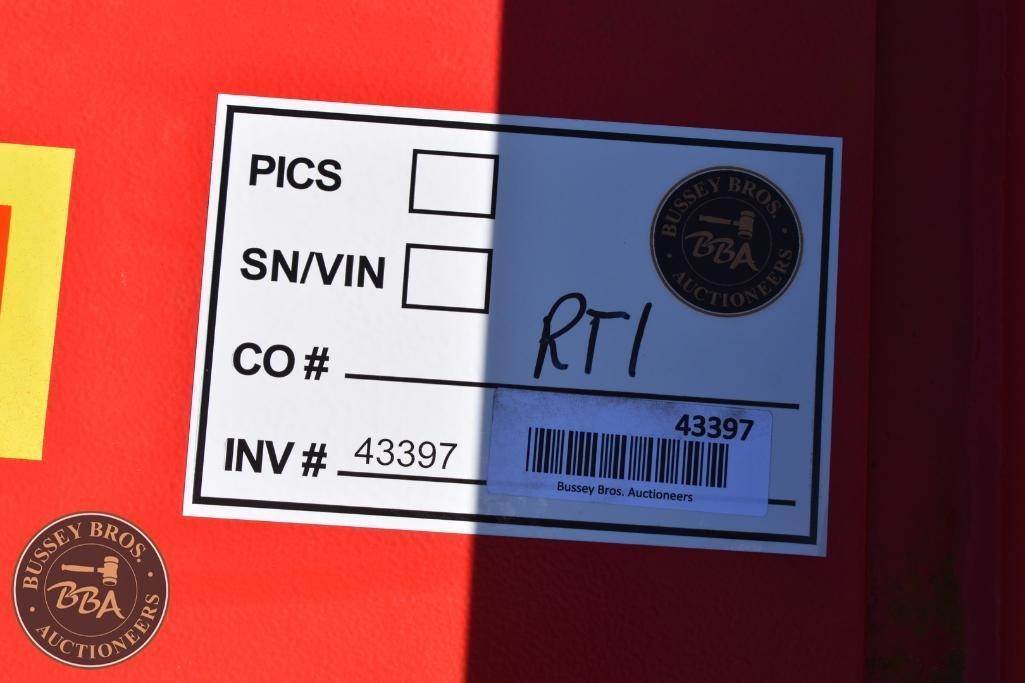 PICS
SN/VIN
BUSSEY BROS.
BBA
AUCTIONEERS
CO # RT1
INV # 43397
43397
Bussey Bros. Auctioneers
BUSSEY BROS.
BBA
AUCTIONEERS